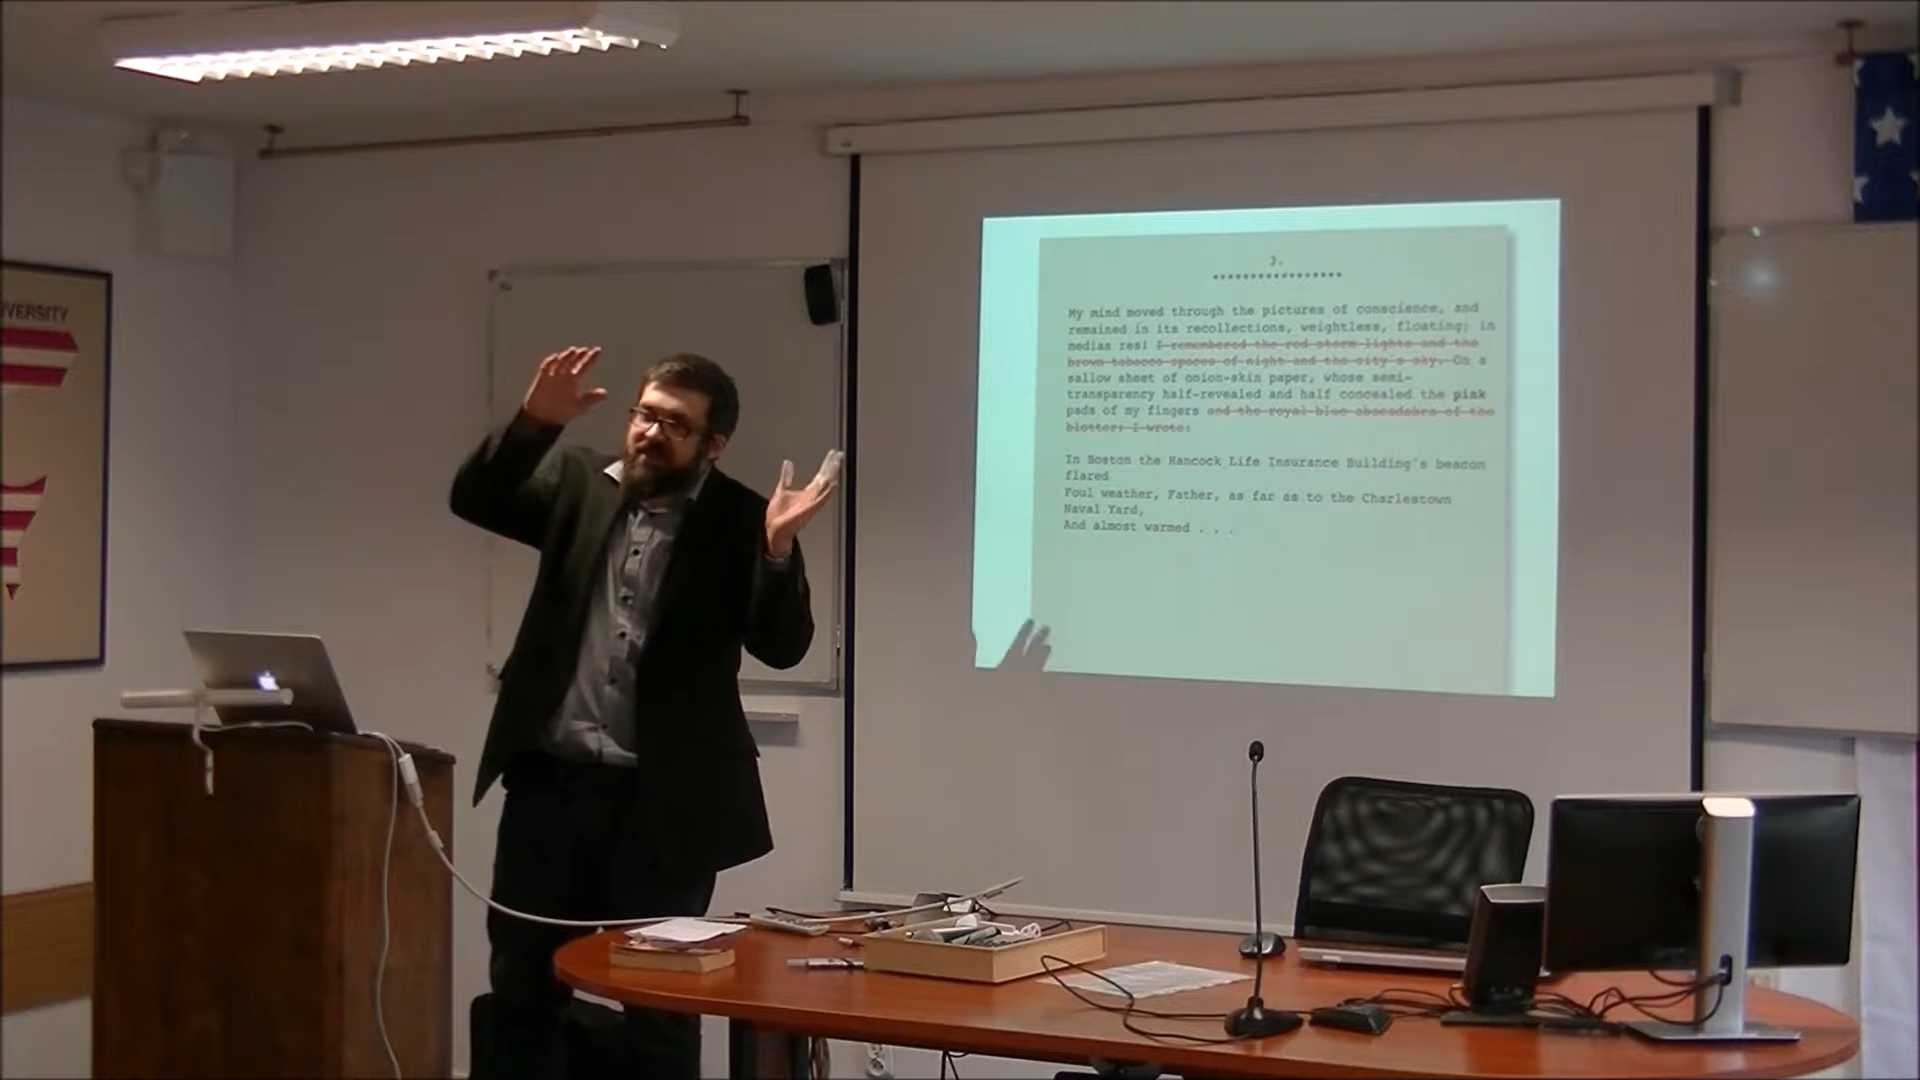 IVERSITY
3.
*****************
My mind moved through the pictures of conscience, and
remained in its recollections, weightless, floating; in
medias res! I remembered the red storm lights and the
brown tobacco spaces of night and the city's sky. On a
sallow sheet of onion-skin paper, whose semi-
transparency half-revealed and half concealed the pink
pads of my fingers and the royal blue abacadabra of the
blotter; I wrote:
In Boston the Hancock Life Insurance Building's beacon
flared
Foul weather, Father, as far as to the Charlestown
Naval Yard,
And almost warmed . . .